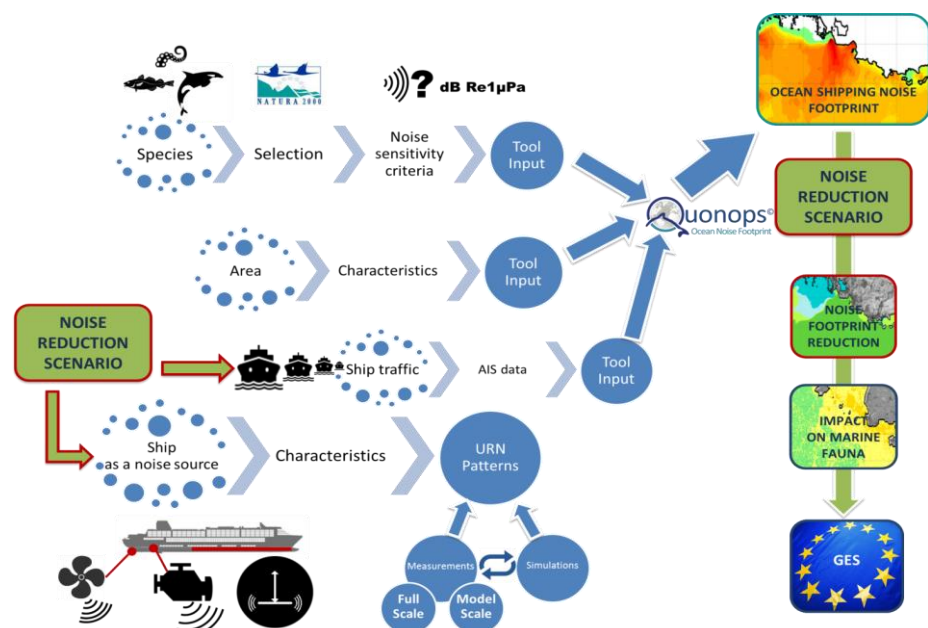 NATURA 2000
? dB Re1µPa
Species
Selection
Noise
sensitivity
criteria
Tool
Input
OCEAN SHIPPING NOISE
FOOTPRINT
NOISE
REDUCTION
SCENARIO
Quonops©
Ocean Noise Footprint
Area
Characteristics
Tool
Input
NOISE
REDUCTION
SCENARIO
NOISE
FOOTPRINT
REDUCTION
Ship traffic
AIS data
Tool
Input
IMPACT
ON MARINE
FAUNA
Ship
as a noise source
Characteristics
URN
Patterns
GES
Measurements
Simulations
Full
Scale
Model
Scale